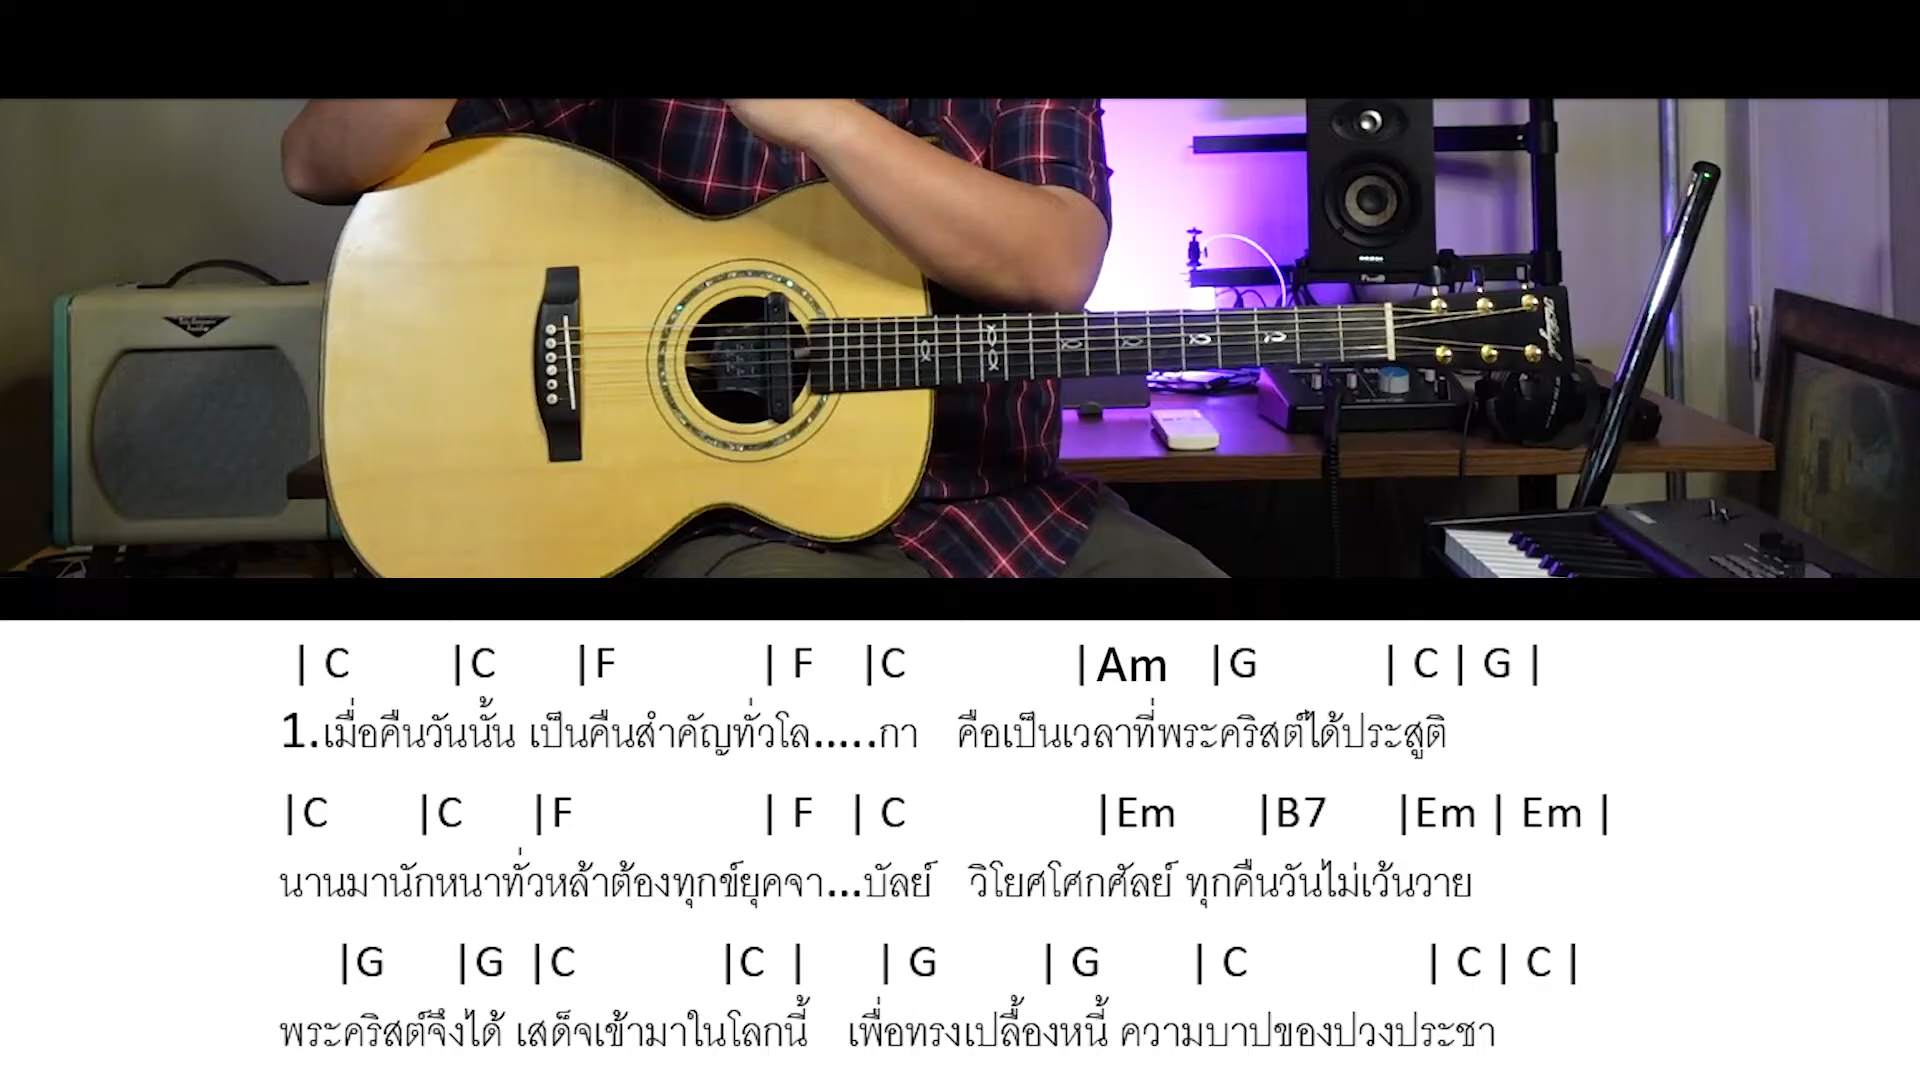 | C |C |F | F |C |Am |G | C | G |
1.เมื่อคืนวันนั้น เป็นคืนสำคัญทั่วโล.....กา คือเป็นเวลาที่พระคริสต์ได้ประสูติ
|C |C |F | F | C |Em |B7 |Em | Em |
นานมานักหนาทั่วหล้าต้องทุกข์ยุคจา...บัลย์ วิโยศโศกศัลย์ ทุกคืนวันไม่เว้นวาย
|G |G |C |C | | G | G | C | C | C |
พระคริสต์จึงได้ เสด็จเข้ามาในโลกนี้ เพื่อทรงเปลื้องหนี้ ความบาปของปวงประชา